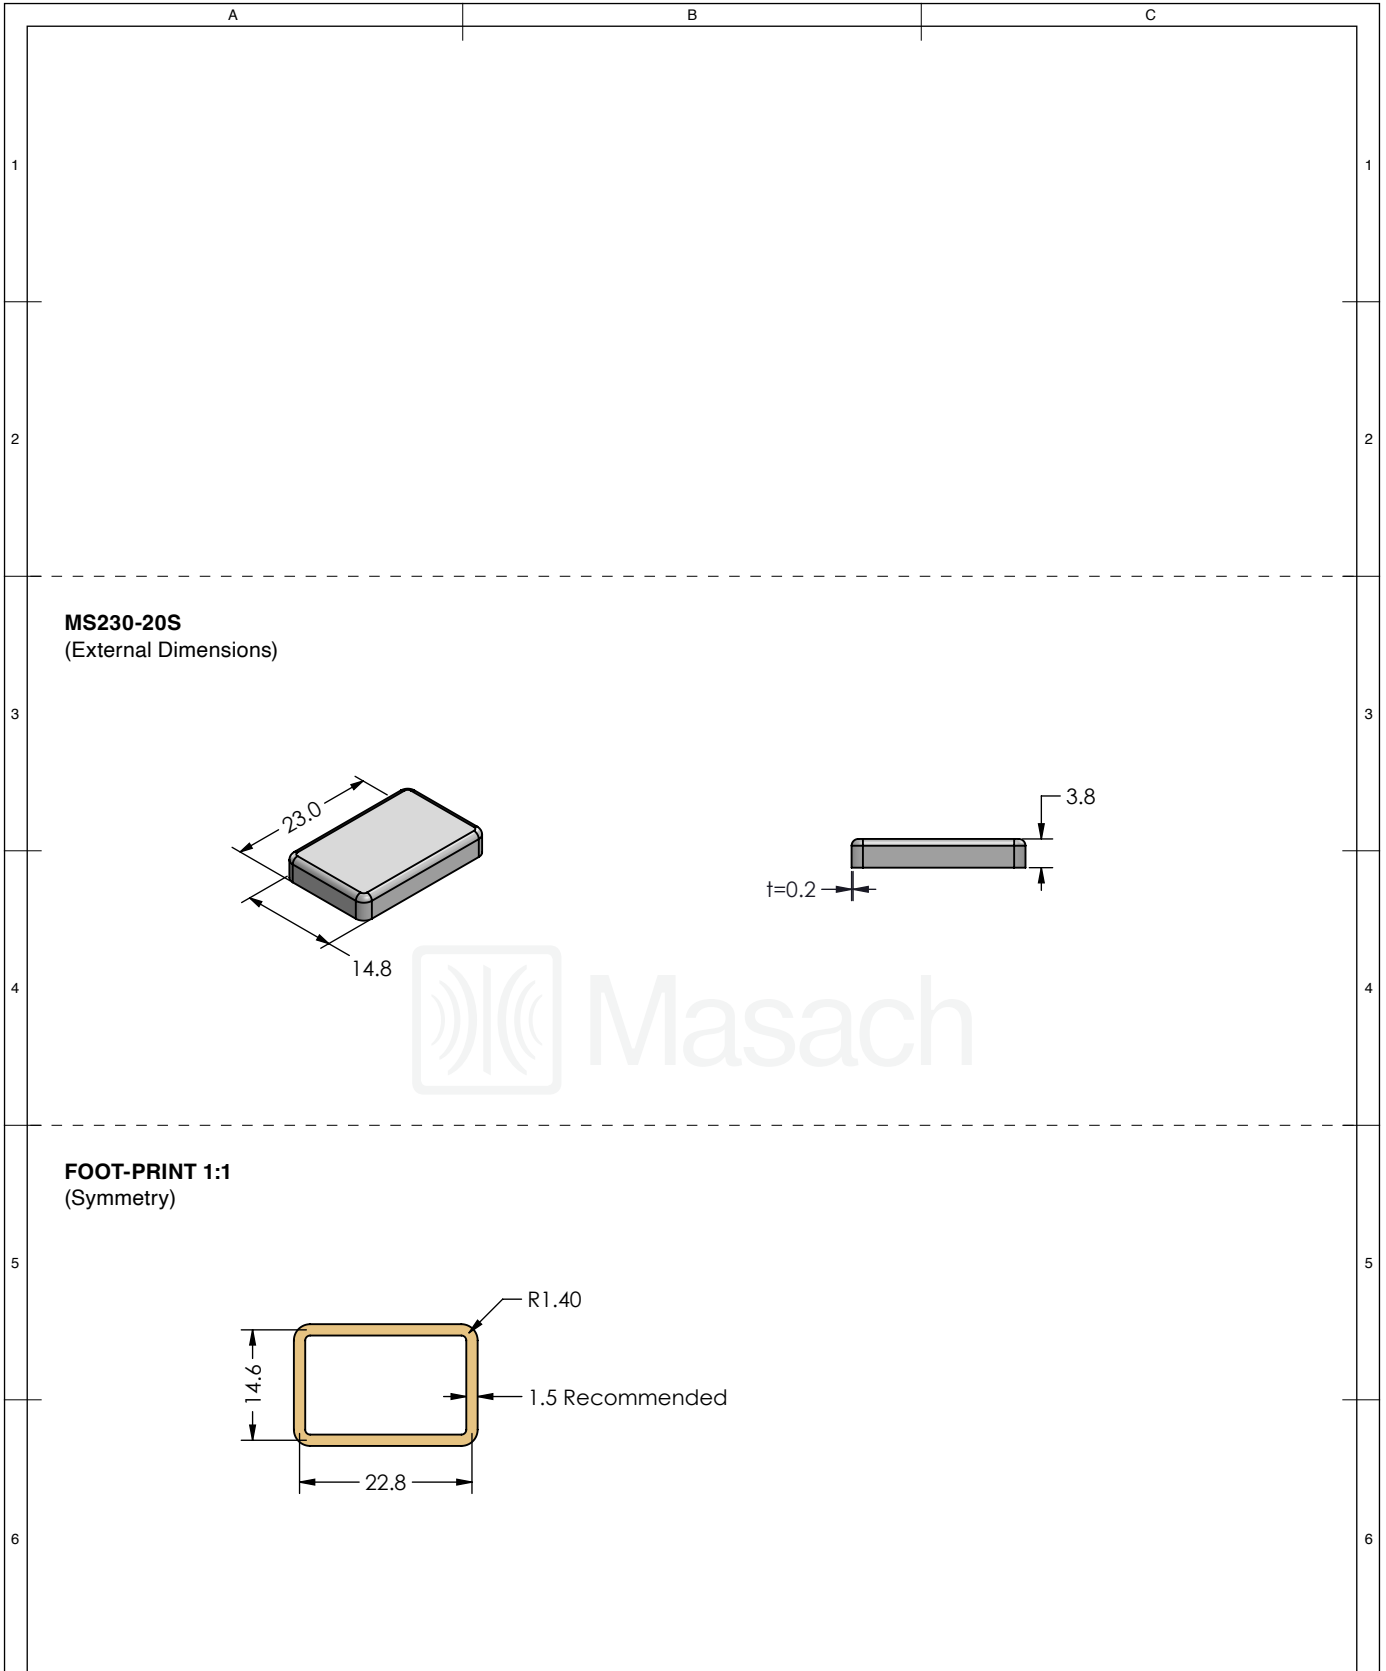 A B C
1 1
2 2
MS230-20S
(External Dimensions)
3 3
23.0
3.8
t=0.2
14.8
Masach
4 4
FOOT-PRINT 1:1
(Symmetry)
5 5
R1.40
14.6
1.5 Recommended
22.8
6 6